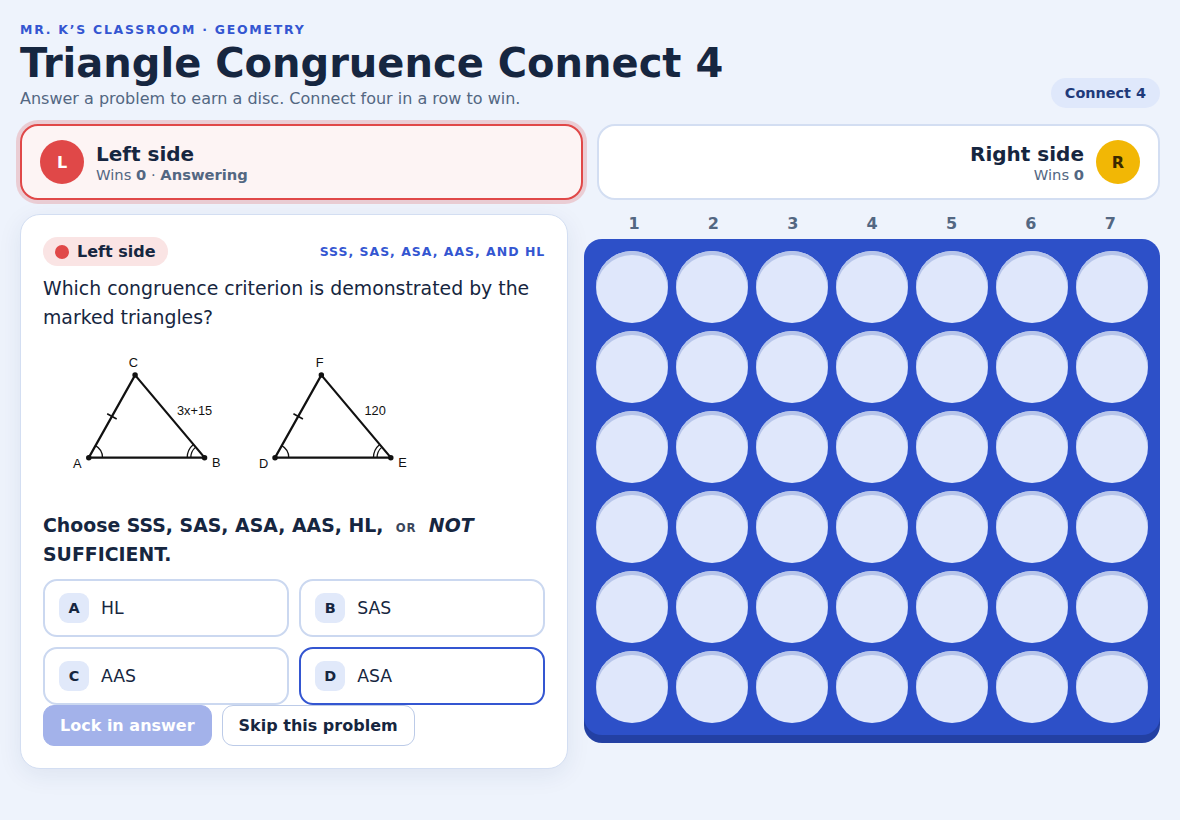 MR. K'S CLASSROOM · GEOMETRY
Triangle Congruence Connect 4
Answer a problem to earn a disc. Connect four in a row to win.
Connect 4
L
Left side
Wins 0 · Answering
Right side
Wins 0
R
Left side
SSS, SAS, ASA, AAS, AND HL
Which congruence criterion is demonstrated by the
marked triangles?
C
3x+15
A
B
F
120
D
E
Choose SSS, SAS, ASA, AAS, HL, OR NOT
SUFFICIENT.
A HL
B SAS
C AAS
D ASA
Lock in answer
Skip this problem
1 2 3 4 5 6 7